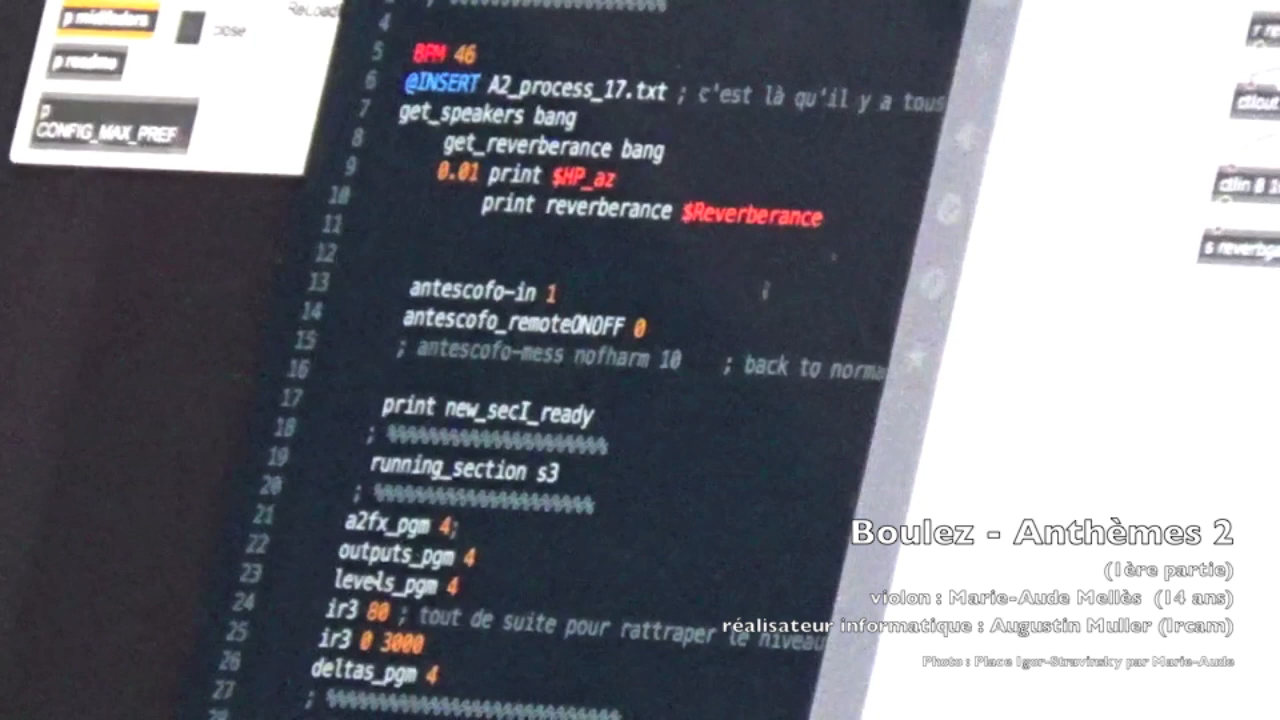 p
CONFIG_MAX_PREF
4
5 BPM 46
6 @INSERT A2_process_17.txt ; c'est là qu'il y a tous
7 get_speakers bang
8 get_reverberance bang
9 0.01 print $HP_az
10 print reverberance $Reverberance
11
12
13 antescofo-in 1
14 antescofo_remoteONOFF 0
15 ; antescofo-mess nofharm 10 ; back to norma
16
17 print new_secI_ready
18 ; %%%%%%%%%%%%%%%%%%%%%
19 running_section s3
20 ; %%%%%%%%%%%%%%%%%%%%%
21 a2fx_pgm 4;
22 outputs_pgm 4
23 levels_pgm 4
24 ir3 80 ; tout de suite pour rattraper le niveau
25 ir3 0 3000
26 deltas_pgm 4
27 ; %%%%%%%%%%%%%%%%%%%%%%%%%%%%
Boulez - Anthèmes 2
(1ère partie)
violon : Marie-Aude Mellès (14 ans)
réalisateur informatique : Augustin Muller (Ircam)
Photo : Place Igor-Stravinsky par Marie-Aude